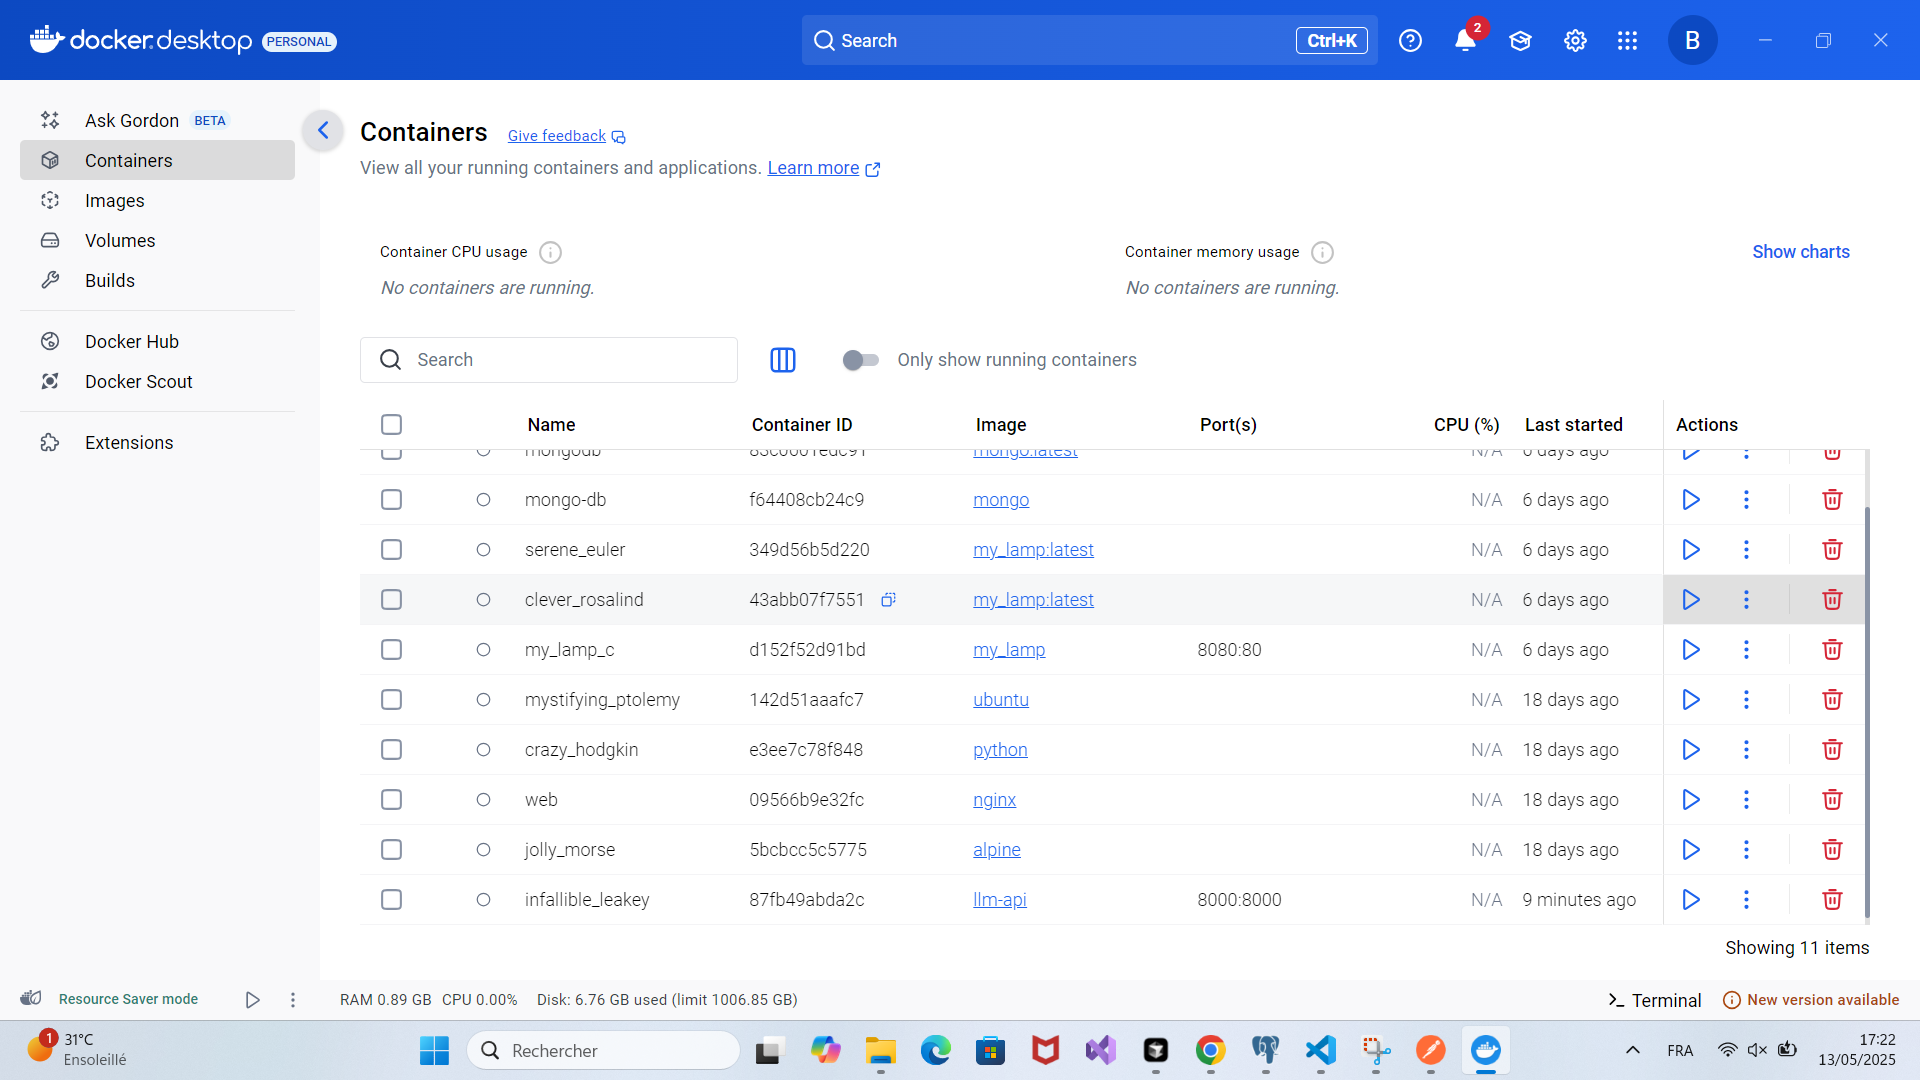 docker.desktop PERSONAL
Search Ctrl+K
2
B
Ask Gordon BETA
Containers
Images
Volumes
Builds
Docker Hub
Docker Scout
Extensions
Containers Give feedback
View all your running containers and applications. Learn more
Container CPU usage
No containers are running.
Container memory usage
No containers are running.
Show charts
Search
Only show running containers
Name Container ID Image Port(s) CPU (%) Last started Actions
mongodb mongo:latest N/A 6 days ago
mongo-db f64408cb24c9 mongo N/A 6 days ago
serene_euler 349d56b5d220 my_lamp:latest N/A 6 days ago
clever_rosalind 43abb07f7551 my_lamp:latest N/A 6 days ago
my_lamp_c d152f52d91bd my_lamp 8080:80 N/A 6 days ago
mystifying_ptolemy 142d51aaafc7 ubuntu N/A 18 days ago
crazy_hodgkin e3ee7c78f848 python N/A 18 days ago
web 09566b9e32fc nginx N/A 18 days ago
jolly_morse 5bcbcc5c5775 alpine N/A 18 days ago
infallible_leakey 87fb49abda2c llm-api 8000:8000 N/A 9 minutes ago
Showing 11 items
Resource Saver mode
RAM 0.89 GB CPU 0.00% Disk: 6.76 GB used (limit 1006.85 GB)
Terminal
New version available
1
31°C
Ensoleillé
Rechercher
FRA
17:22
13/05/2025